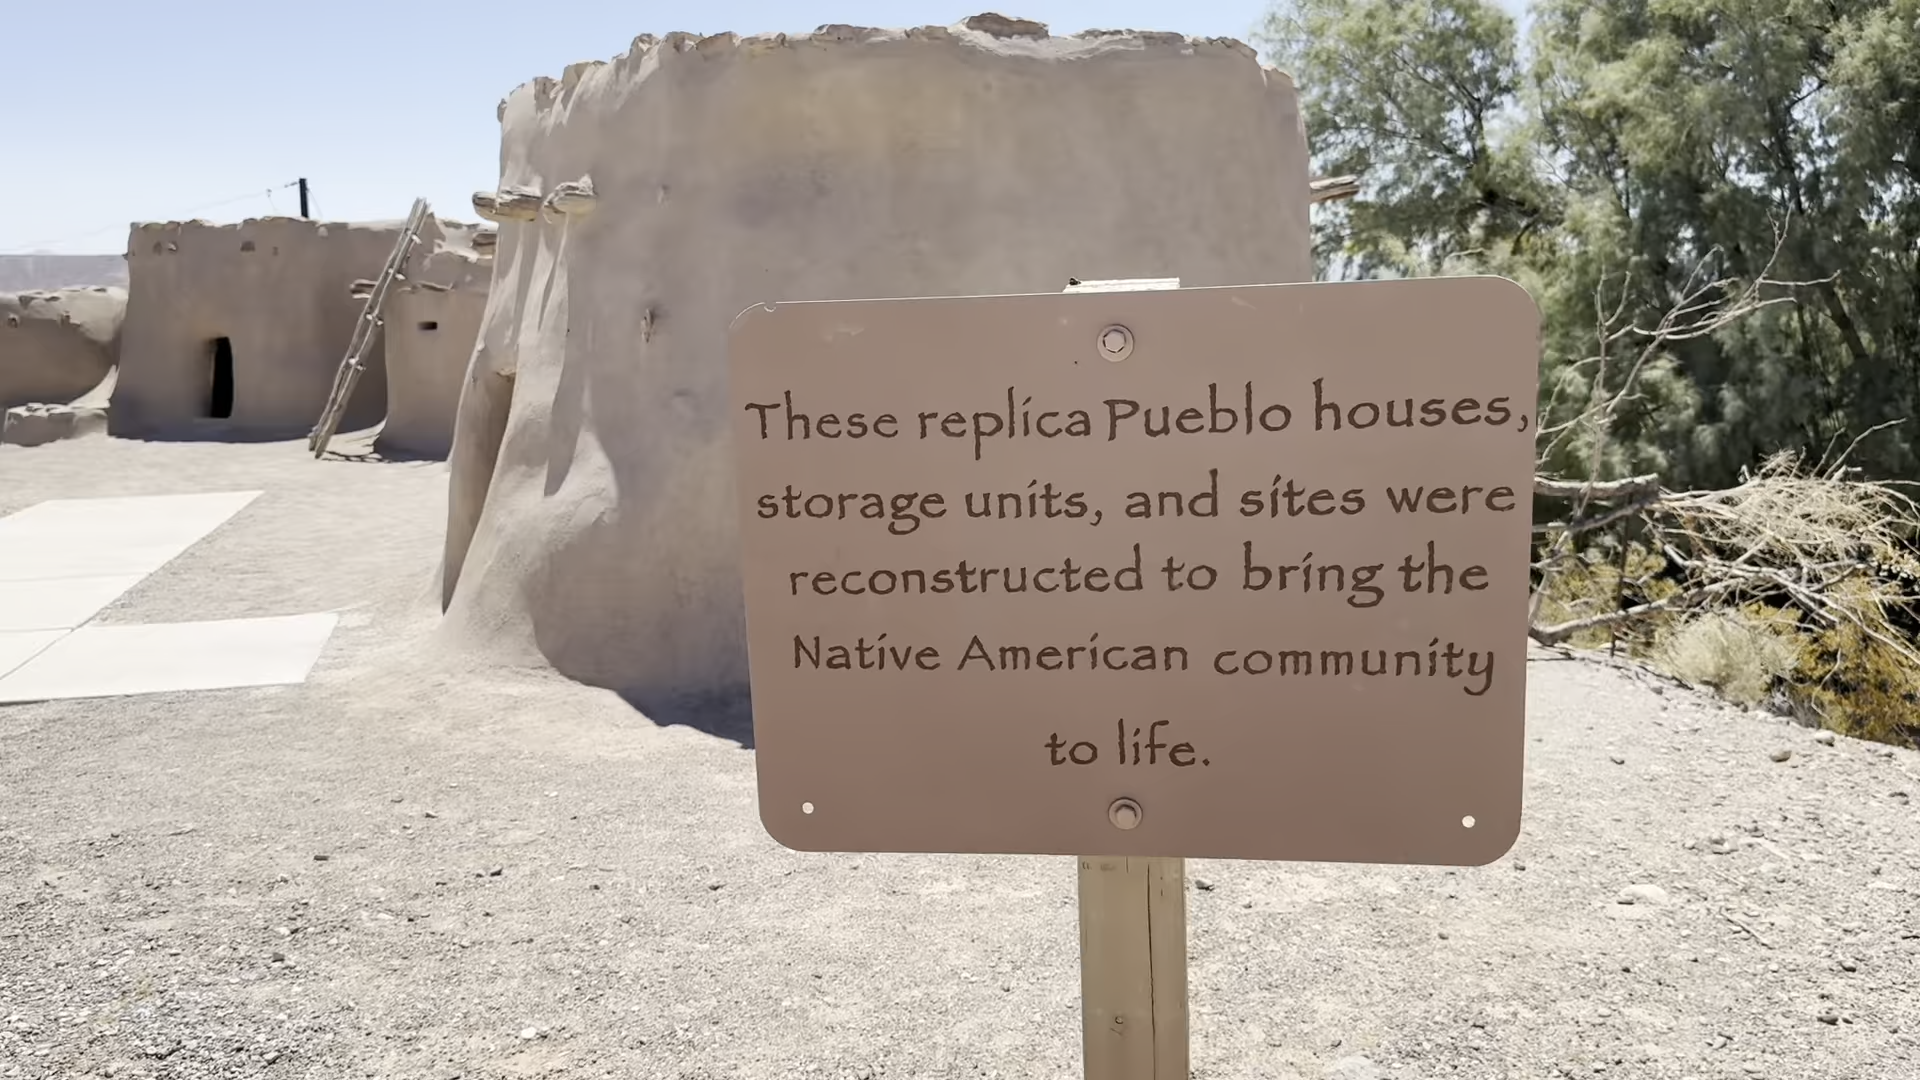 These replica Pueblo houses,
storage units, and sites were
reconstructed to bring the
Native American community
to life.